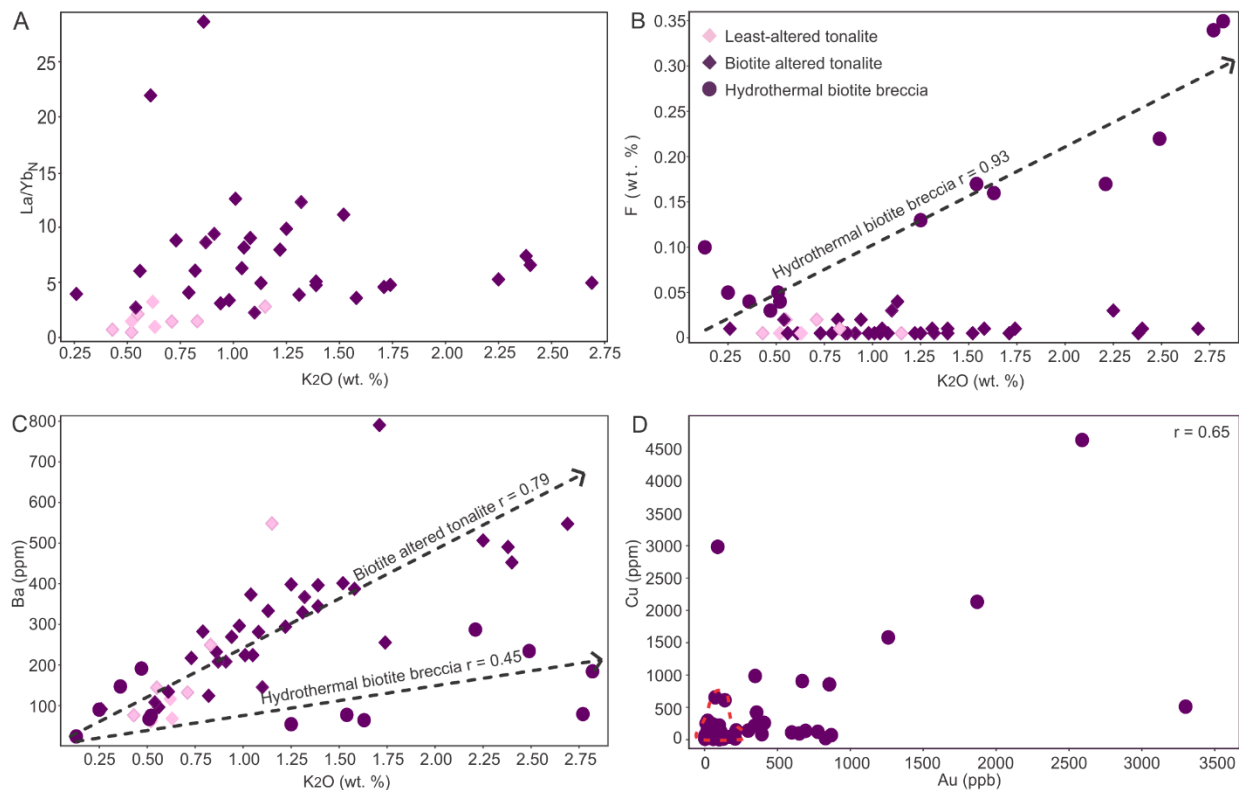 A
25
20
15
10
5
0
La/YbN
0.25 0.50 0.75 1.00 1.25 1.50 1.75 2.00 2.25 2.50 2.75
K2O (wt. %)
B
0.35
0.30
0.25
0.20
0.15
0.10
0.05
0
F (wt. %)
Least-altered tonalite
Biotite altered tonalite
Hydrothermal biotite breccia
Hydrothermal biotite breccia r = 0.93
0.25 0.50 0.75 1.00 1.25 1.50 1.75 2.00 2.25 2.50 2.75
K2O (wt. %)
C
800
700
600
500
400
300
200
100
Ba (ppm)
Biotite altered tonalite r = 0.79
Hydrothermal biotite breccia r = 0.45
0.25 0.50 0.75 1.00 1.25 1.50 1.75 2.00 2.25 2.50 2.75
K2O (wt. %)
D
r = 0.65
4500
4000
3500
3000
2500
2000
1500
1000
500
0
Cu (ppm)
0 500 1000 1500 2000 2500 3000 3500
Au (ppb)